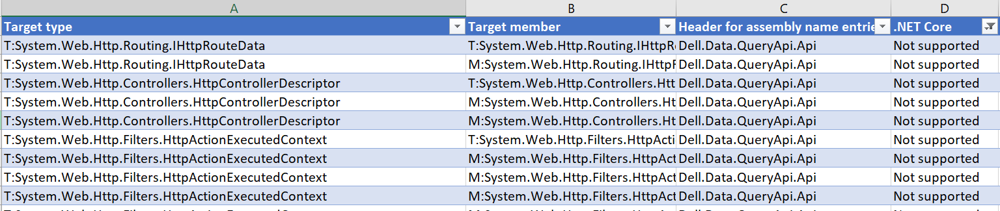 A B C D
Target type Target member Header for assembly name entrie .NET Core
T:System.Web.Http.Routing.IHttpRouteData T:System.Web.Http.Routing.IHttpR Dell.Data.QueryApi.Api Not supported
T:System.Web.Http.Routing.IHttpRouteData M:System.Web.Http.Routing.IHttpF Dell.Data.QueryApi.Api Not supported
T:System.Web.Http.Controllers.HttpControllerDescriptor T:System.Web.Http.Controllers.Htt Dell.Data.QueryApi.Api Not supported
T:System.Web.Http.Controllers.HttpControllerDescriptor M:System.Web.Http.Controllers.Ht Dell.Data.QueryApi.Api Not supported
T:System.Web.Http.Controllers.HttpControllerDescriptor M:System.Web.Http.Controllers.Ht Dell.Data.QueryApi.Api Not supported
T:System.Web.Http.Filters.HttpActionExecutedContext T:System.Web.Http.Filters.HttpActi Dell.Data.QueryApi.Api Not supported
T:System.Web.Http.Filters.HttpActionExecutedContext M:System.Web.Http.Filters.HttpAct Dell.Data.QueryApi.Api Not supported
T:System.Web.Http.Filters.HttpActionExecutedContext M:System.Web.Http.Filters.HttpAct Dell.Data.QueryApi.Api Not supported
T:System.Web.Http.Filters.HttpActionExecutedContext M:System.Web.Http.Filters.HttpAct Dell.Data.QueryApi.Api Not supported